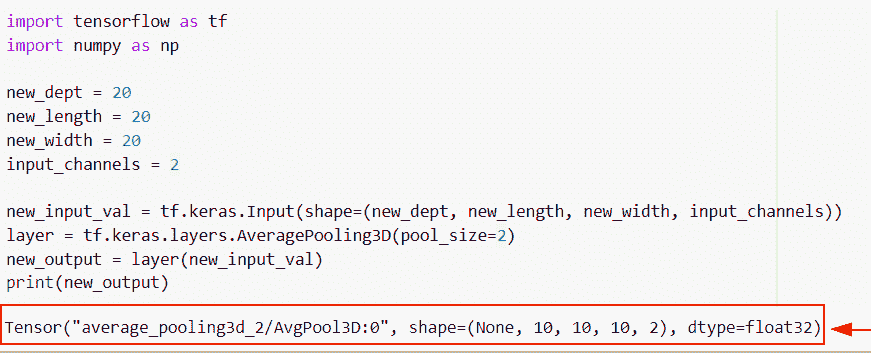 import tensorflow as tf
import numpy as np
new_dept = 20
new_length = 20
new_width = 20
input_channels = 2
new_input_val = tf.keras.Input(shape=(new_dept, new_length, new_width, input_channels))
layer = tf.keras.layers.AveragePooling3D(pool_size=2)
new_output = layer(new_input_val)
print(new_output)
Tensor("average_pooling3d_2/AvgPool3D:0", shape=(None, 10, 10, 10, 2), dtype=float32)